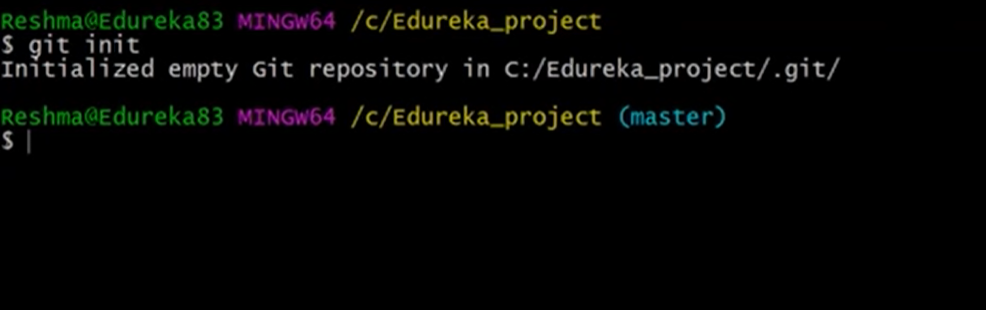 Reshma@Edureka83 MINGW64 /c/Edureka_project
$ git init
Initialized empty Git repository in C:/Edureka_project/.git/
Reshma@Edureka83 MINGW64 /c/Edureka_project (master)
$